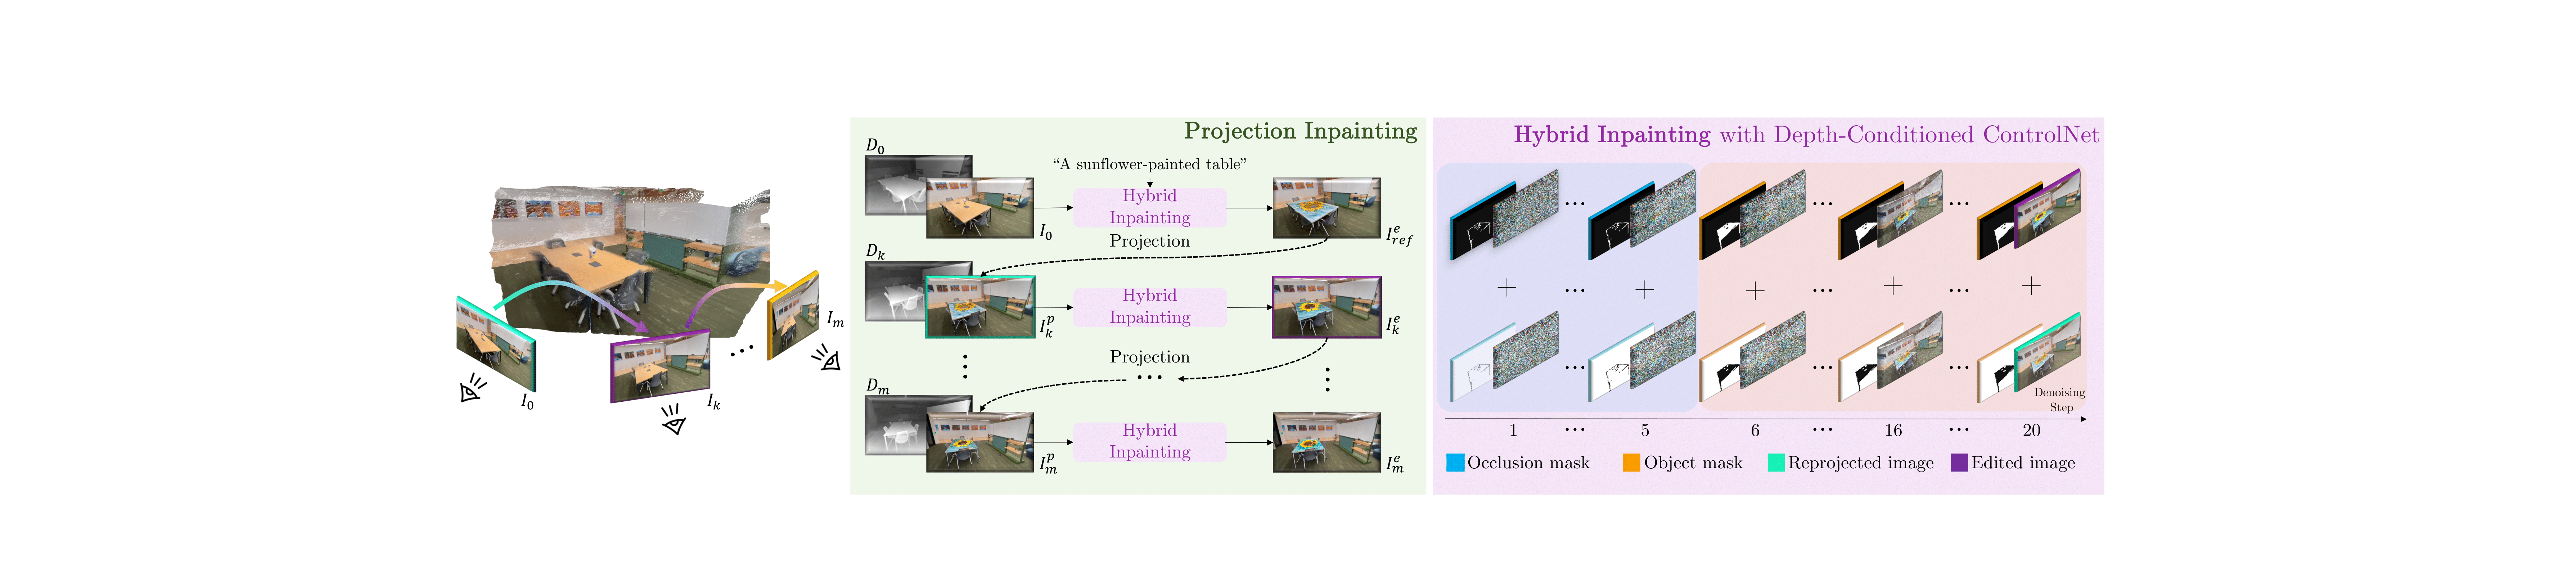 I_0
I_k
I_m
Projection Inpainting
D_0
“A sunflower-painted table”
Hybrid
Inpainting
I_0
I^e_{ref}
Projection
D_k
Hybrid
Inpainting
I^p_k
I^e_k
Projection
D_m
Hybrid
Inpainting
I^p_m
I^e_m
Hybrid Inpainting with Depth-Conditioned ControlNet
Denoising
Step
1 ... 5 6 ... 16 ... 20
Occlusion mask
Object mask
Reprojected image
Edited image